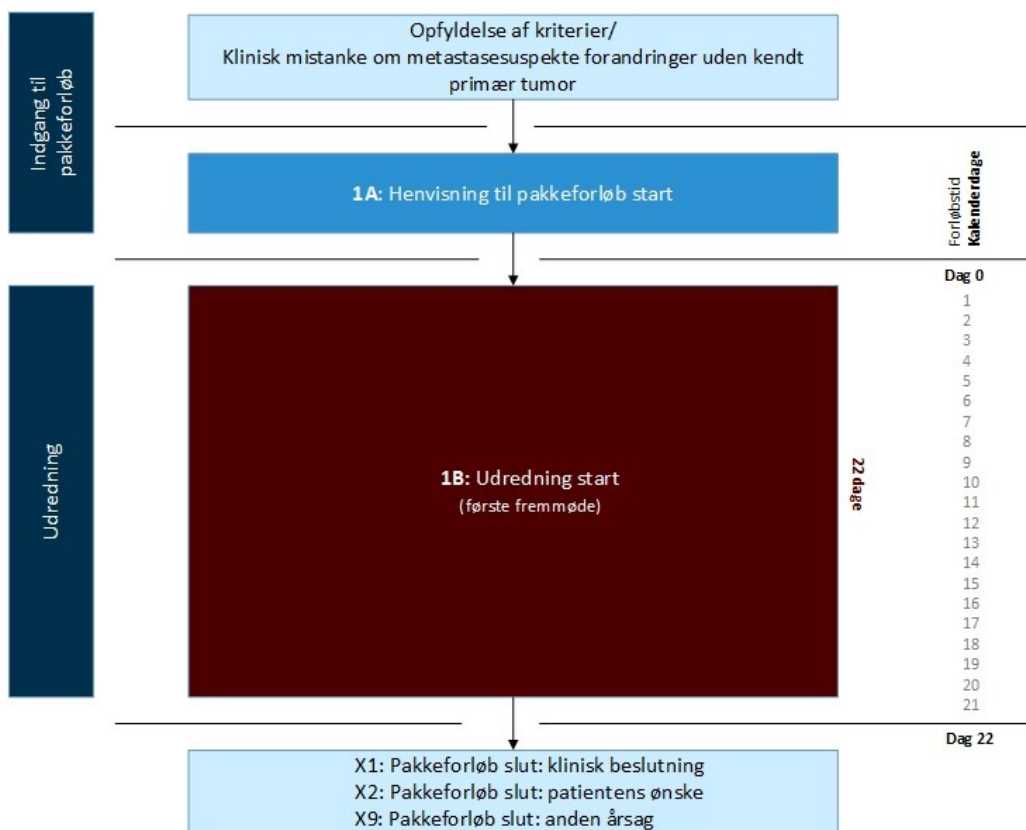 Indgang til
pakkeforløb
Opfyldelse af kriterier/
Klinisk mistanke om metastasesuspekte forandringer uden kendt
primær tumor
1A: Henvisning til pakkeforløb start
Forløbstid
Kalenderdage
Udredning
1B: Udredning start
(første fremmøde)
22 dage
Dag 0
1
2
3
4
5
6
7
8
9
10
11
12
13
14
15
16
17
18
19
20
21
Dag 22
X1: Pakkeforløb slut: klinisk beslutning
X2: Pakkeforløb slut: patientens ønske
X9: Pakkeforløb slut: anden årsag